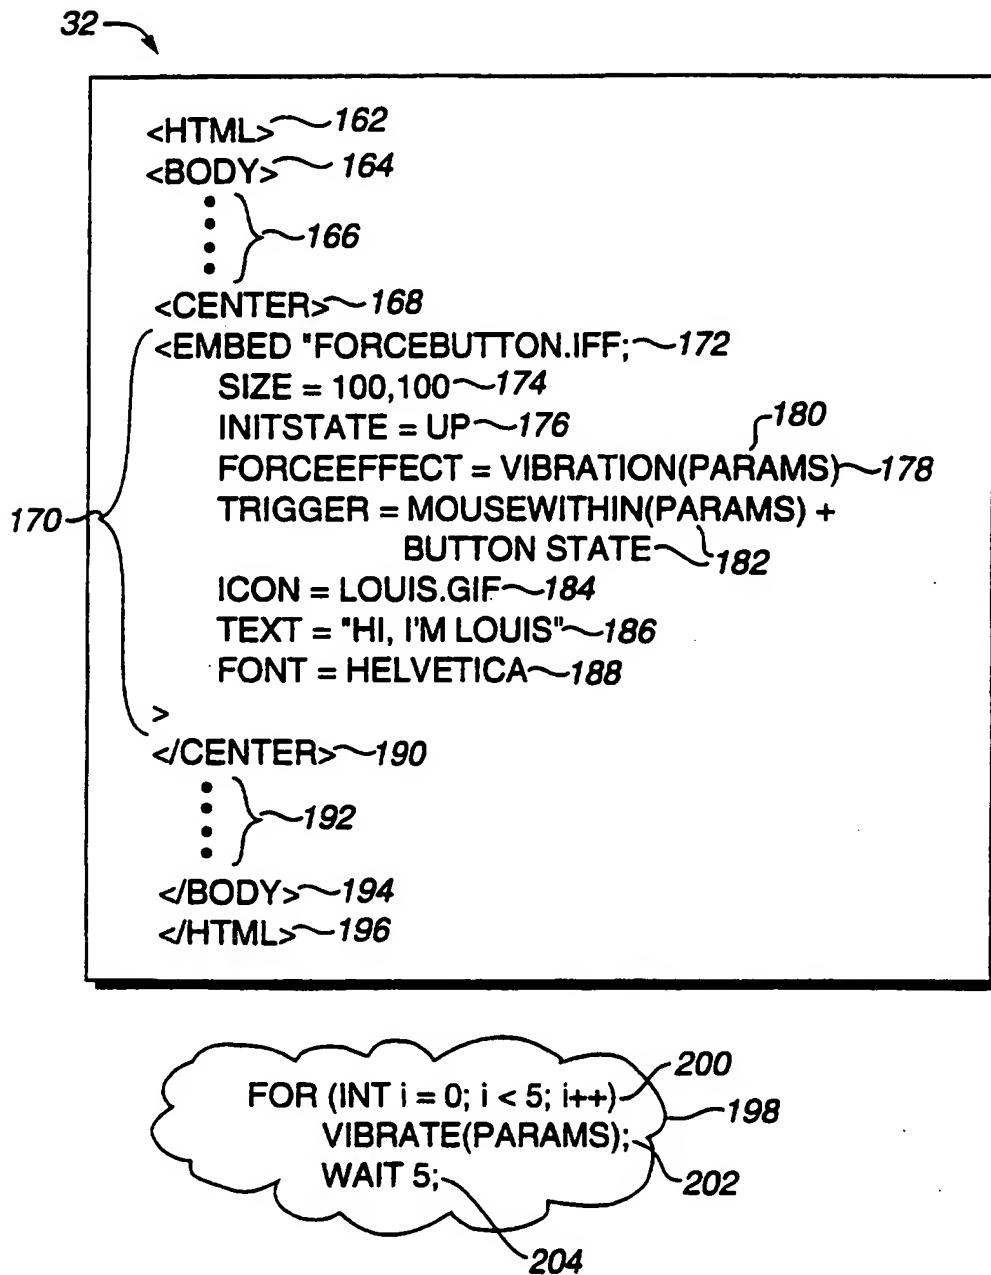 32
<HTML> 162
<BODY> 164
166
<CENTER> 168
<EMBED "FORCEBUTTON.IFF; 172
SIZE = 100,100 174
INITSTATE = UP 176
180
FORCEEFFECT = VIBRATION(PARAMS) 178
170 TRIGGER = MOUSEWITHIN(PARAMS) +
BUTTON STATE 182
ICON = LOUIS.GIF 184
TEXT = "HI, I'M LOUIS" 186
FONT = HELVETICA 188
>
</CENTER> 190
192
</BODY> 194
</HTML> 196
200
FOR (INT i = 0; i < 5; i++) 198
VIBRATE(PARAMS);
WAIT 5; 202
204